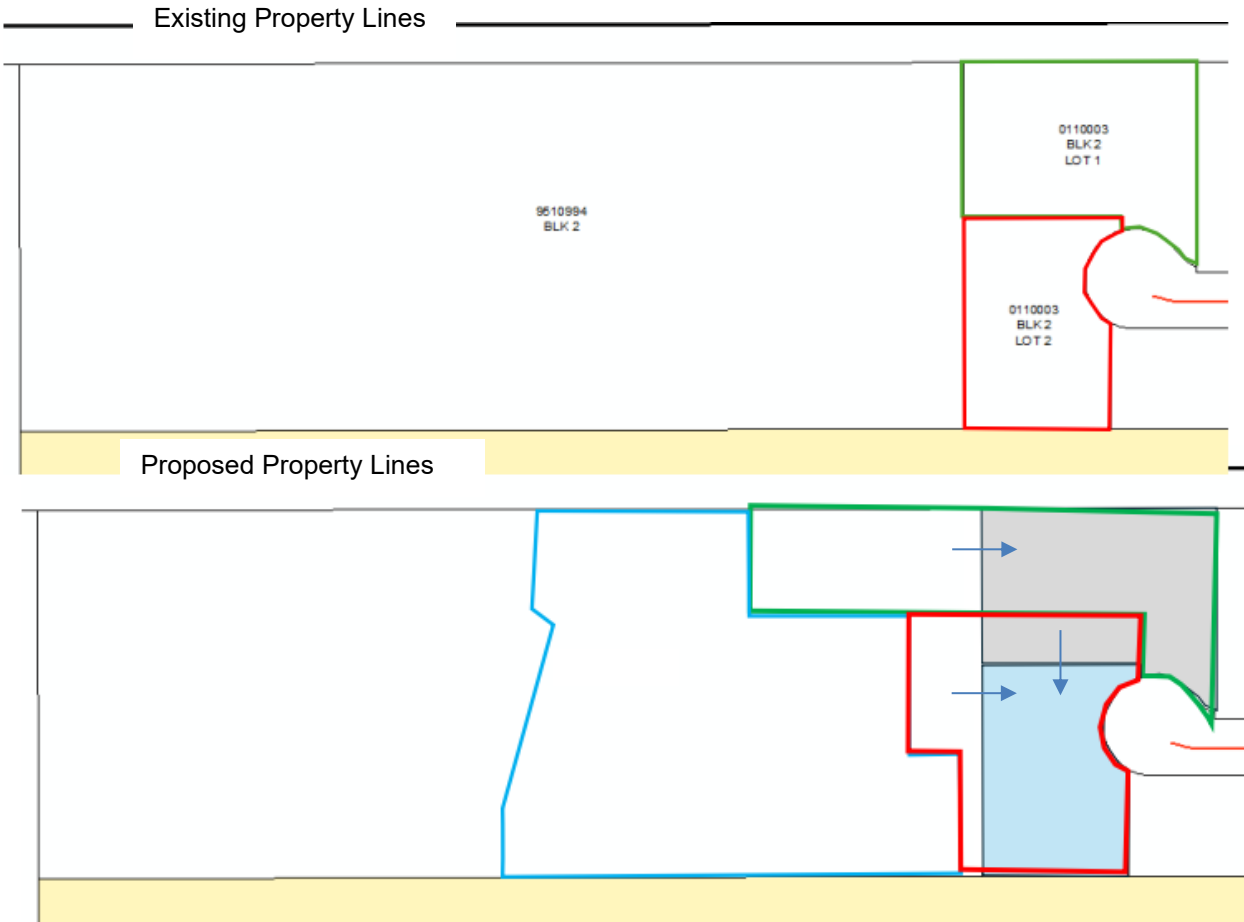 Existing Property Lines
0110003
BLK 2
LOT 1
9510994
BLK 2
0110003
BLK 2
LOT 2
Proposed Property Lines